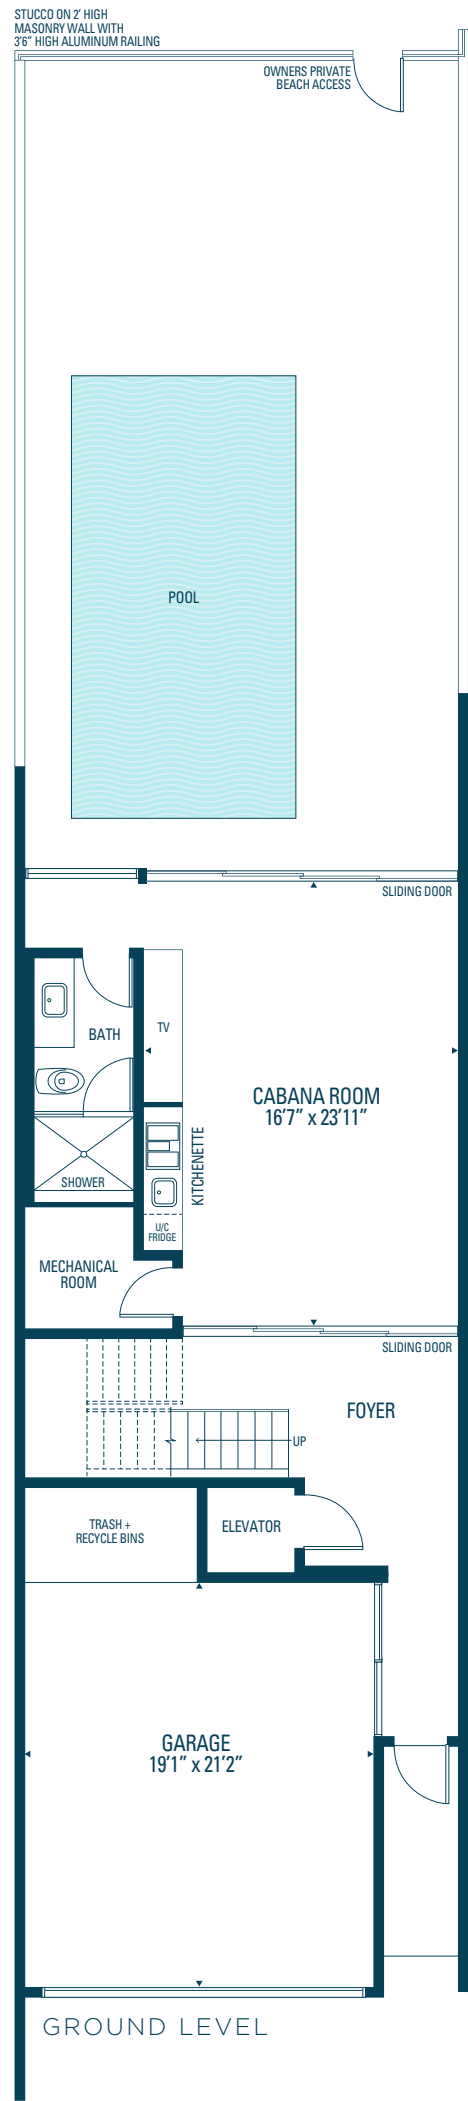 STUCCO ON 2' HIGH
MASONRY WALL WITH
3'6" HIGH ALUMINUM RAILING
OWNERS PRIVATE
BEACH ACCESS
POOL
SLIDING DOOR
BATH
TV
CABANA ROOM
16'7" x 23'11"
KITCHENETTE
SHOWER
U/C
FRIDGE
MECHANICAL
ROOM
SLIDING DOOR
FOYER
UP
TRASH +
RECYCLE BINS
ELEVATOR
GARAGE
19'1" x 21'2"
GROUND LEVEL